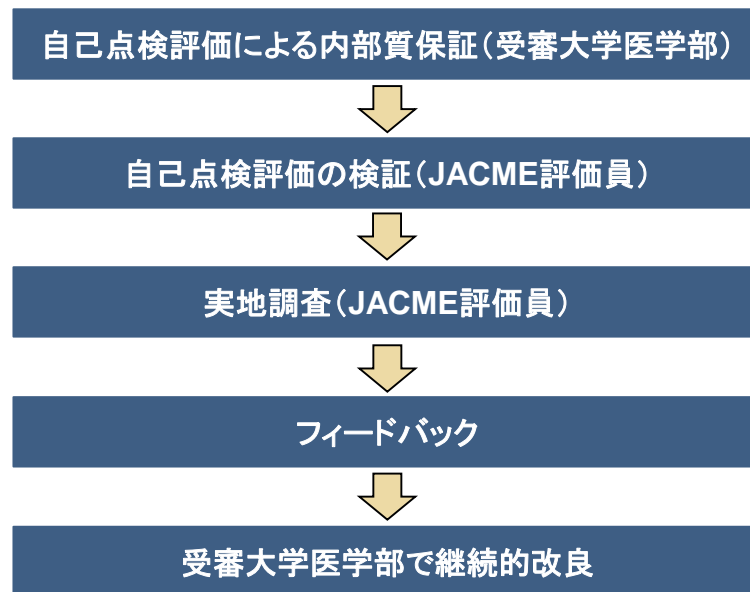 自己点検評価による内部質保証（受審大学医学部）
自己点検評価の検証（JACME評価員）
実地調査（JACME評価員）
フィードバック
受審大学医学部で継続的改良